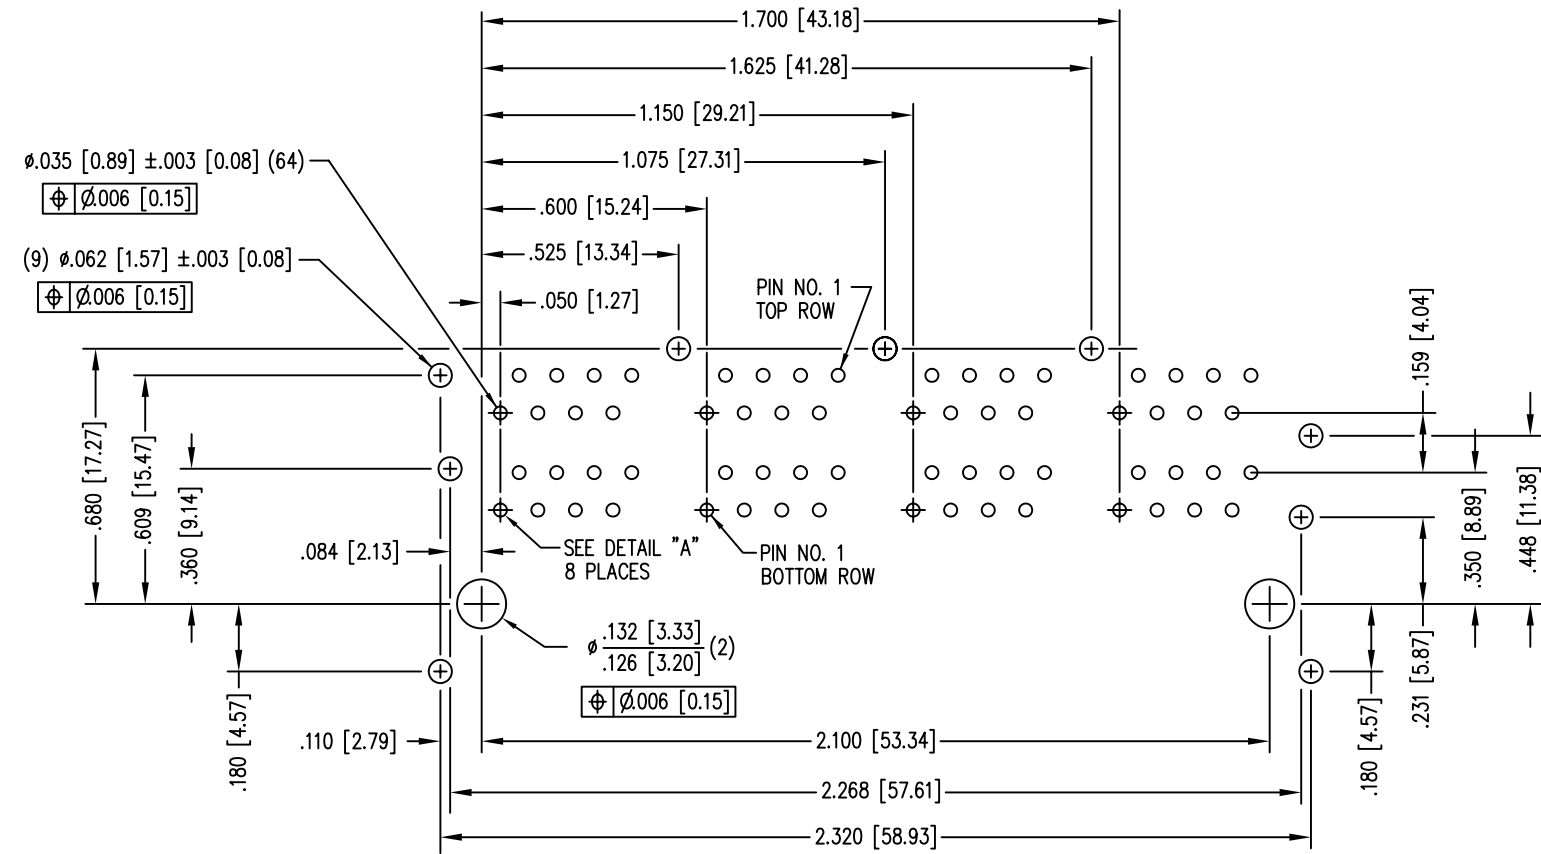 1.700 [43.18]
1.625 [41.28]
1.150 [29.21]
1.075 [27.31]
ø.035 [0.89] ±.003 [0.08] (64)
⌖ Ø.006 [0.15]
.600 [15.24]
.525 [13.34]
(9) ø.062 [1.57] ±.003 [0.08]
⌖ Ø.006 [0.15]
.050 [1.27]
PIN NO. 1
TOP ROW
.159 [4.04]
.680 [17.27]
.609 [15.47]
.360 [9.14]
.084 [2.13]
SEE DETAIL "A"
8 PLACES
PIN NO. 1
BOTTOM ROW
.350 [8.89]
.448 [11.38]
ø .132 [3.33]
.126 [3.20] (2)
⌖ Ø.006 [0.15]
.231 [5.87]
.180 [4.57]
.180 [4.57]
.110 [2.79]
2.100 [53.34]
2.268 [57.61]
2.320 [58.93]